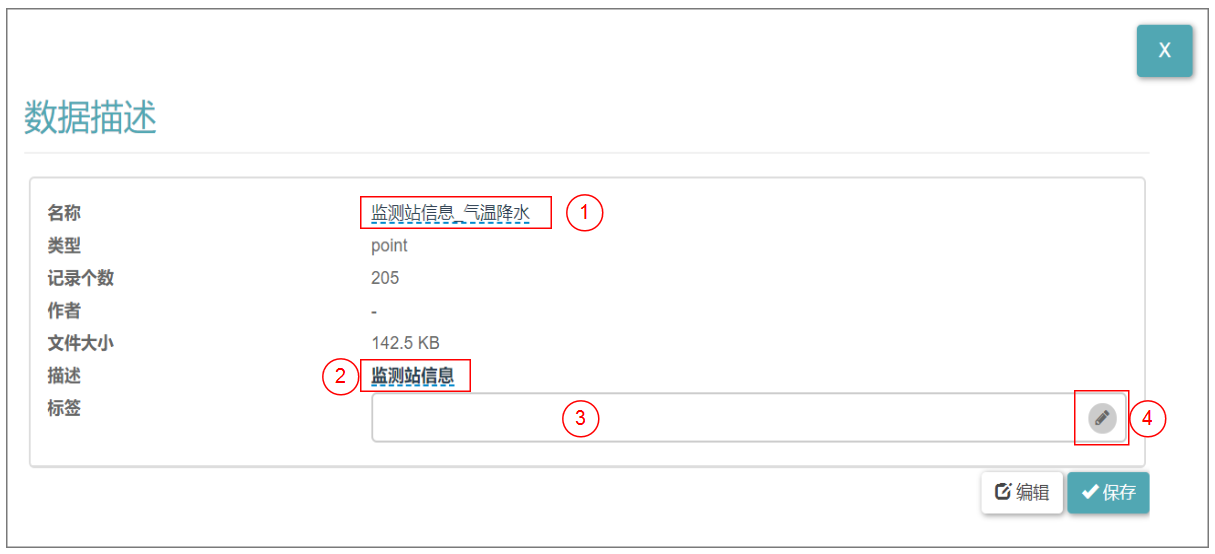 X
数据描述
名称 监测站信息_气温降水 1
类型 point
记录个数 205
作者 -
文件大小 142.5 KB
描述 2 监测站信息
标签 3 4
编辑 保存